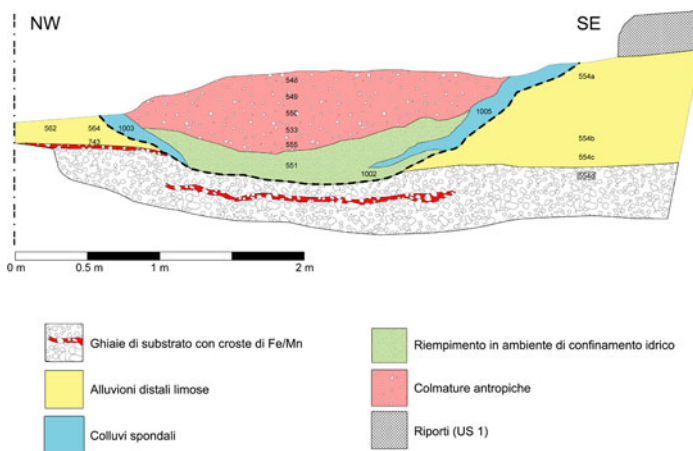 NW
SE
548
549
550
533
555
551
562
564
743
1003
1005
1002
554a
554b
554c
554d
0 m
0.5 m
1 m
2 m
Ghiaie di substrato con croste di Fe/Mn
Alluvioni distali limose
Colluvi spondali
Riempimento in ambiente di confinamento idrico
Colmature antropiche
Riporti (US 1)